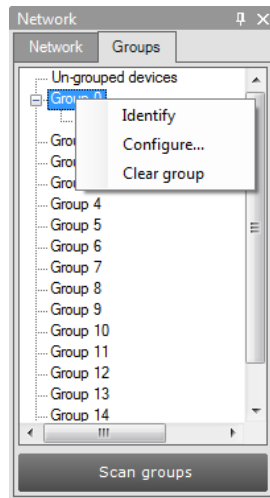 Network
Network Groups
Un-grouped devices
Group 0
Identify
Configure...
Clear group
Group 4
Group 5
Group 6
Group 7
Group 8
Group 9
Group 10
Group 11
Group 12
Group 13
Group 14
Scan groups